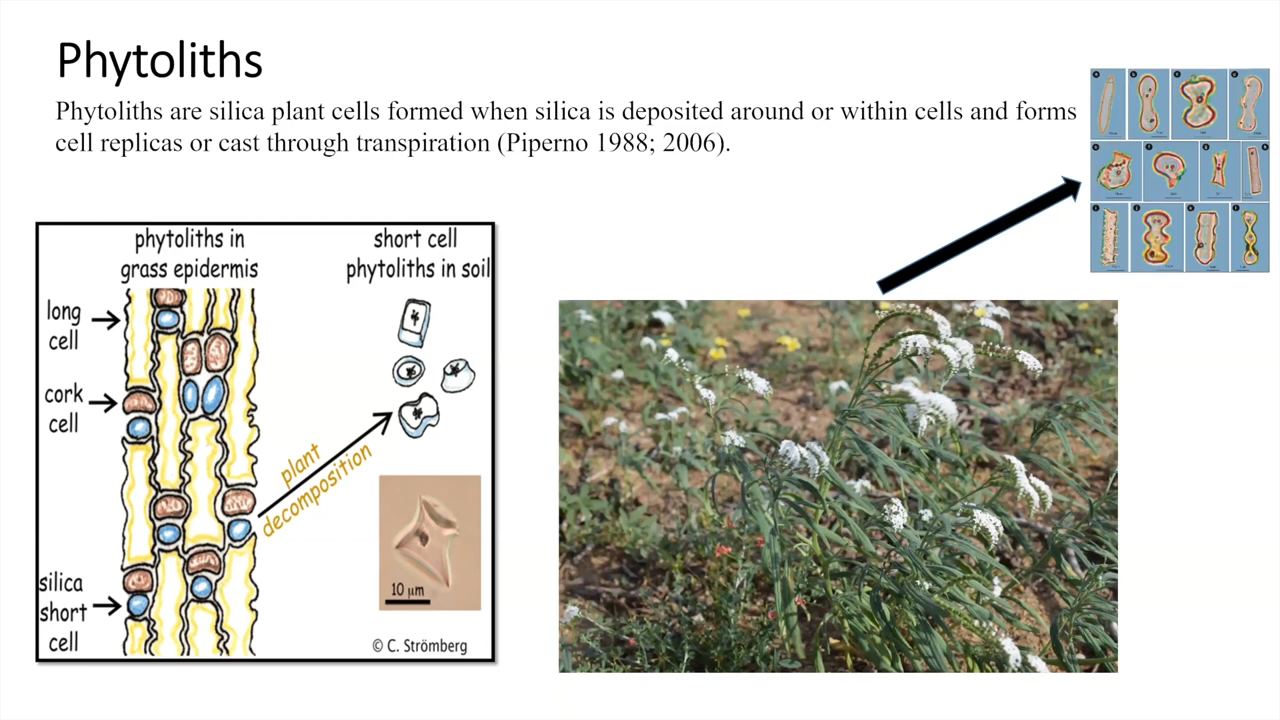 Phytoliths
Phytoliths are silica plant cells formed when silica is deposited around or within cells and forms
cell replicas or cast through transpiration (Piperno 1988; 2006).
phytoliths in
grass epidermis
short cell
phytoliths in soil
long
cell
cork
cell
silica
short
cell
plant
decomposition
10 µm
© C. Strömberg